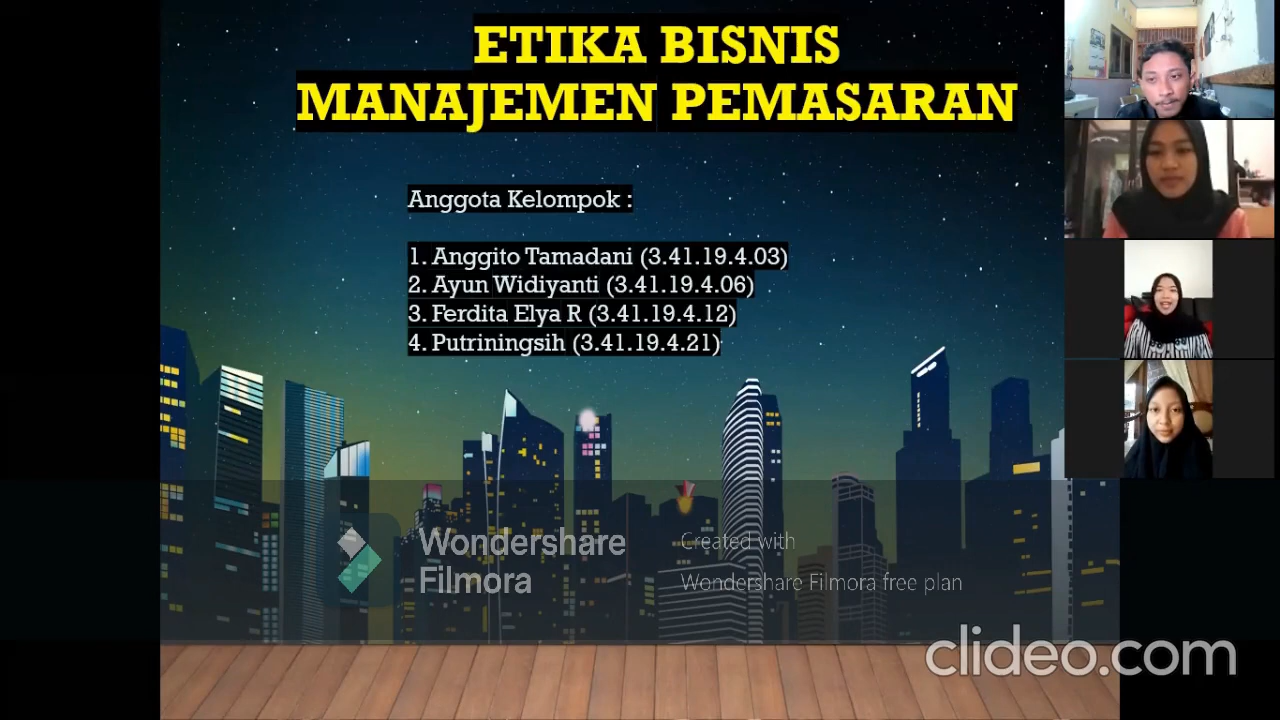 ETIKA BISNIS
MANAJEMEN PEMASARAN
Anggota Kelompok :
1. Anggito Tamadani (3.41.19.4.03)
2. Ayun Widiyanti (3.41.19.4.06)
3. Ferdita Elya R (3.41.19.4.12)
4. Putriningsih (3.41.19.4.21)
Wondershare
Filmora
Created with
Wondershare Filmora free plan
clideo.com